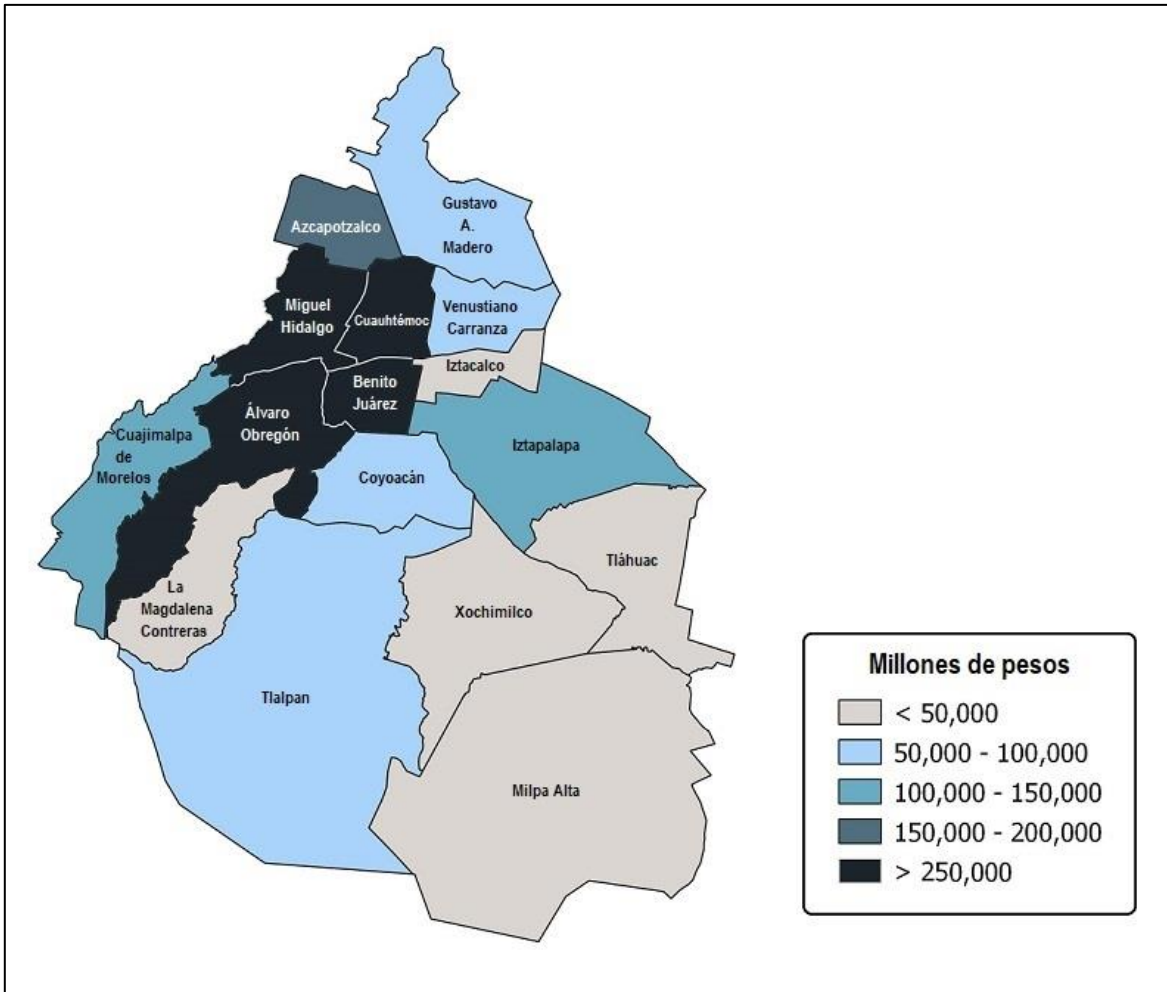 Gustavo
A.
Madero
Azcapotzalco
Miguel
Hidalgo
Cuauhtémoc
Venustiano
Carranza
Iztacalco
Benito
Juárez
Álvaro
Obregón
Cuajimalpa
de
Morelos
Iztapalapa
Coyoacán
Tláhuac
La
Magdalena
Contreras
Xochimilco
Tlalpan
Milpa Alta
Millones de pesos
< 50,000
50,000 - 100,000
100,000 - 150,000
150,000 - 200,000
> 250,000